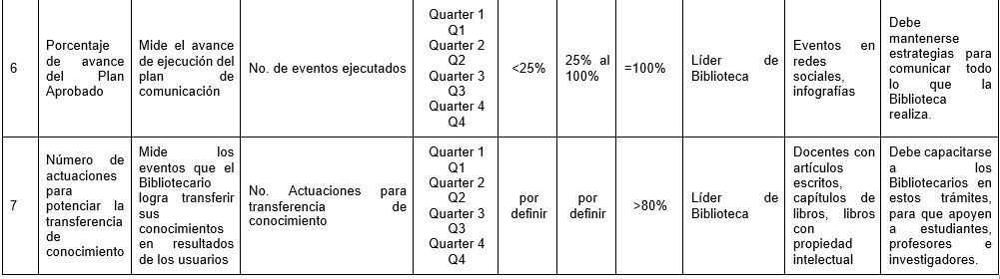 6
Porcentaje
de avance
del Plan
Aprobado
Mide el avance
de ejecución del
plan de
comunicación
No. de eventos ejecutados
Quarter 1
Q1
Quarter 2
Q2
Quarter 3
Q3
Quarter 4
Q4
<25%
25% al
100%
=100%
Líder de
Biblioteca
Eventos en
redes
sociales,
infografías
Debe
mantenerse
estrategias para
comunicar todo
lo que la
Biblioteca
realiza.
7
Número de
actuaciones
para
potenciar la
transferencia
de
conocimiento
Mide los
eventos que el
Bibliotecario
logra transferir
sus
conocimientos
en resultados
de los usuarios
No. Actuaciones para
transferencia de
conocimiento
Quarter 1
Q1
Quarter 2
Q2
Quarter 3
Q3
Quarter 4
Q4
por
definir
por
definir
>80%
Líder de
Biblioteca
Docentes con
artículos
escritos,
capítulos de
libros, libros
con
propiedad
intelectual
Debe capacitarse
a los
Bibliotecarios en
estos trámites,
para que apoyen
a estudiantes,
profesores e
investigadores.